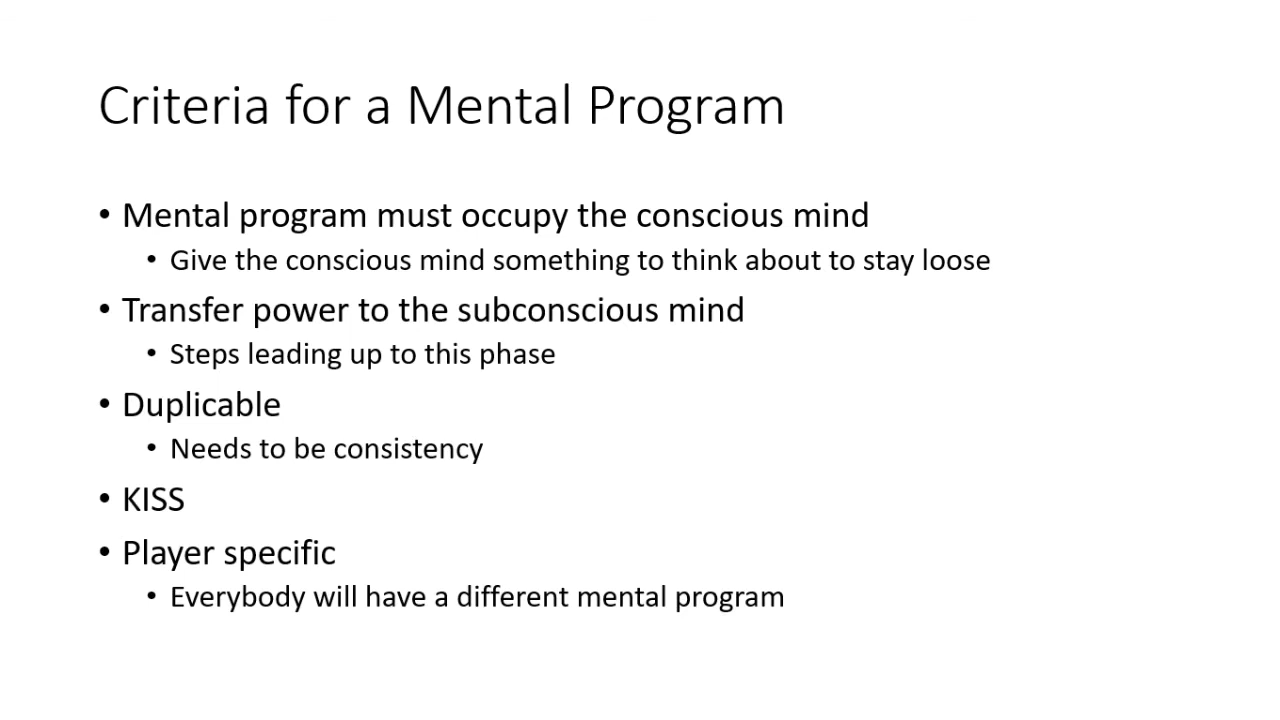 Criteria for a Mental Program
• Mental program must occupy the conscious mind
• Give the conscious mind something to think about to stay loose
• Transfer power to the subconscious mind
• Steps leading up to this phase
• Duplicable
• Needs to be consistency
• KISS
• Player specific
• Everybody will have a different mental program